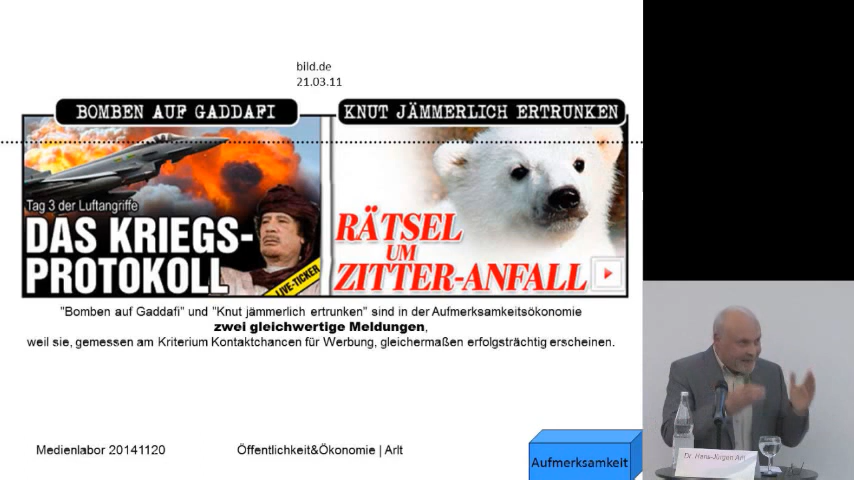 bild.de
21.03.11
BOMBEN AUF GADDAFI
KNUT JÄMMERLICH ERTRUNKEN
Tag 3 der Luftangriffe
DAS KRIEGS-
PROTOKOLL
LIVE-TICKER
RÄTSEL
UM
ZITTER-ANFALL
"Bomben auf Gaddafi" und "Knut jämmerlich ertrunken" sind in der Aufmerksamkeitsökonomie
zwei gleichwertige Meldungen,
weil sie, gemessen am Kriterium Kontaktchancen für Werbung, gleichermaßen erfolgsträchtig erscheinen.
Medienlabor 20141120
Öffentlichkeit&Ökonomie | Arlt
Aufmerksamkeit
Dr. Hans-Jürgen Arlt